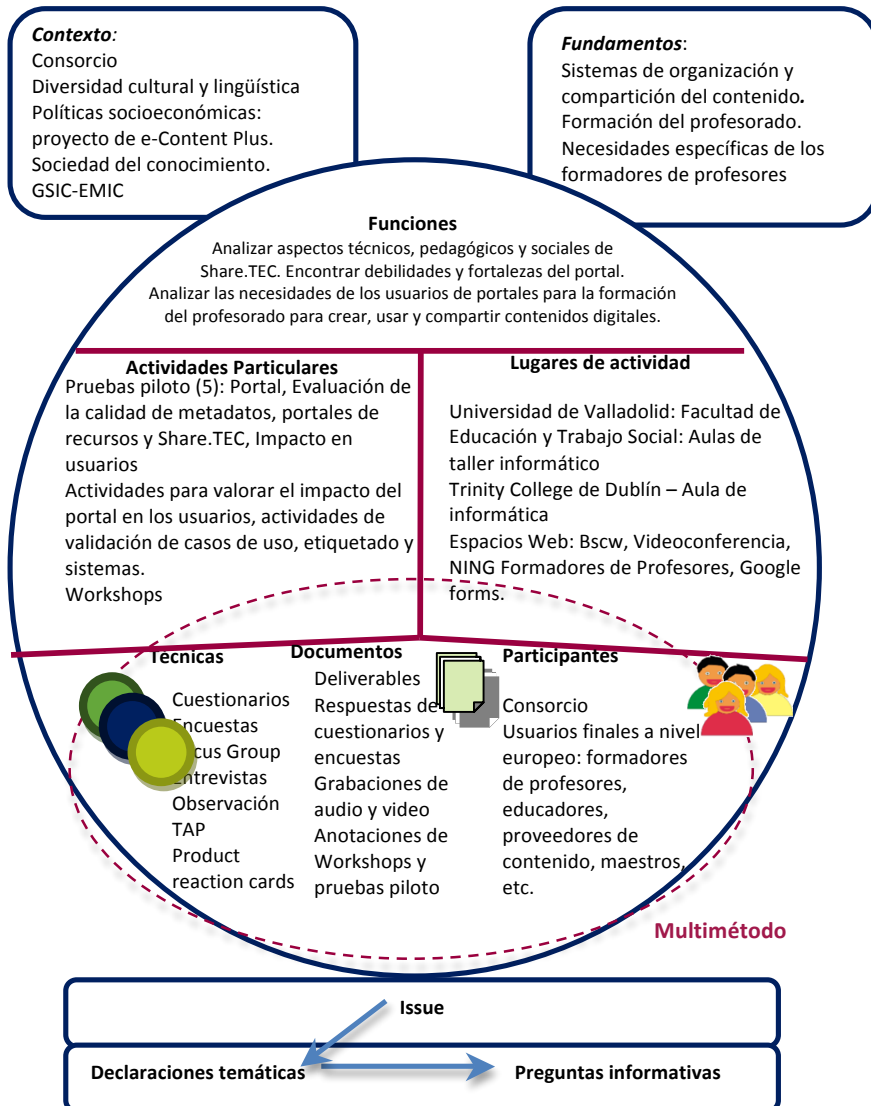 Contexto:
Consorcio
Diversidad cultural y lingüística
Políticas socioeconómicas:
proyecto de e-Content Plus.
Sociedad del conocimiento.
GSIC-EMIC
Fundamentos:
Sistemas de organización y
compartición del contenido.
Formación del profesorado.
Necesidades específicas de los
formadores de profesores
Funciones
Analizar aspectos técnicos, pedagógicos y sociales de
Share.TEC. Encontrar debilidades y fortalezas del portal.
Analizar las necesidades de los usuarios de portales para la formación
del profesorado para crear, usar y compartir contenidos digitales.
Actividades Particulares
Pruebas piloto (5): Portal, Evaluación de
la calidad de metadatos, portales de
recursos y Share.TEC, Impacto en
usuarios
Actividades para valorar el impacto del
portal en los usuarios, actividades de
validación de casos de uso, etiquetado y
sistemas.
Workshops
Lugares de actividad
Universidad de Valladolid: Facultad de
Educación y Trabajo Social: Aulas de
taller informático
Trinity College de Dublín – Aula de
informática
Espacios Web: Bscw, Videoconferencia,
NING Formadores de Profesores, Google
forms.
Técnicas
Cuestionarios
Encuestas
Focus Group
Entrevistas
Observación
TAP
Product
reaction cards
Documentos
Deliverables
Respuestas de
cuestionarios y
encuestas
Grabaciones de
audio y video
Anotaciones de
Workshops y
pruebas piloto
Participantes
Consorcio
Usuarios finales a nivel
europeo: formadores
de profesores,
educadores,
proveedores de
contenido, maestros,
etc.
Multimétodo
Issue
Declaraciones temáticas
Preguntas informativas